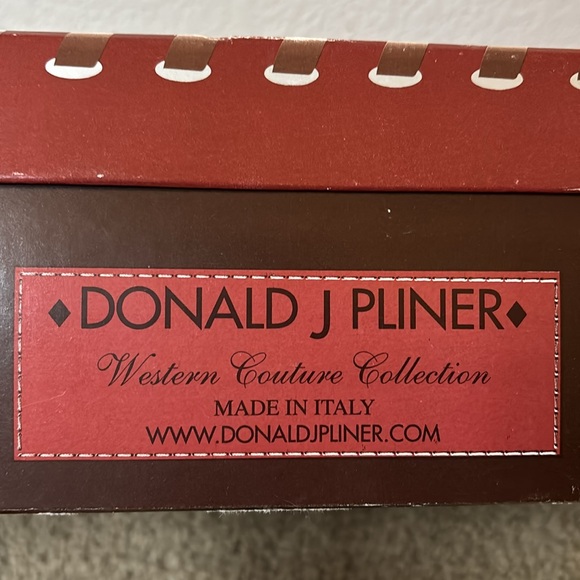 ♦DONALD J PLINER♦
Western Couture Collection
MADE IN ITALY
WWW.DONALDJPLINER.COM